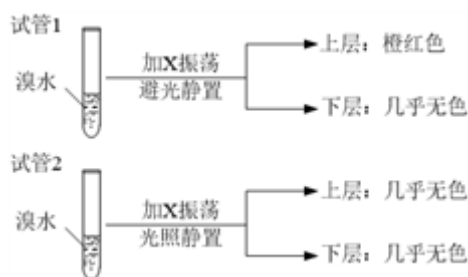 试管1
溴水
加X振荡
避光静置
上层：橙红色
下层：几乎无色
试管2
溴水
加X振荡
光照静置
上层：几乎无色
下层：几乎无色